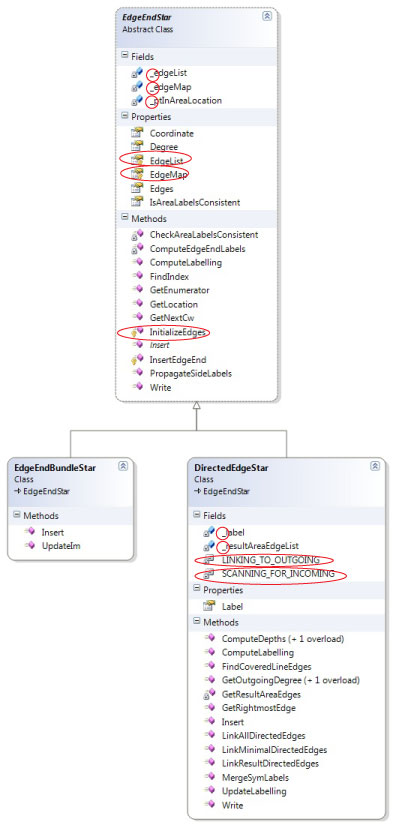 EdgeEndStar
Abstract Class
Fields
_edgeList
_edgeMap
_ptInAreaLocation
Properties
Coordinate
Degree
EdgeList
EdgeMap
Edges
IsAreaLabelsConsistent
Methods
CheckAreaLabelsConsistent
ComputeEdgeEndLabels
ComputeLabelling
FindIndex
GetEnumerator
GetLocation
GetNextCw
InitializeEdges
Insert
InsertEdgeEnd
PropagateSideLabels
Write
EdgeEndBundleStar
Class
EdgeEndStar
Methods
Insert
UpdateIm
DirectedEdgeStar
Class
EdgeEndStar
Fields
_label
_resultAreaEdgeList
LINKING_TO_OUTGOING
SCANNING_FOR_INCOMING
Properties
Label
Methods
ComputeDepths (+ 1 overload)
ComputeLabelling
FindCoveredLineEdges
GetOutgoingDegree (+ 1 overload)
GetResultAreaEdges
GetRightmostEdge
Insert
LinkAllDirectedEdges
LinkMinimalDirectedEdges
LinkResultDirectedEdges
MergeSymLabels
UpdateLabelling
Write